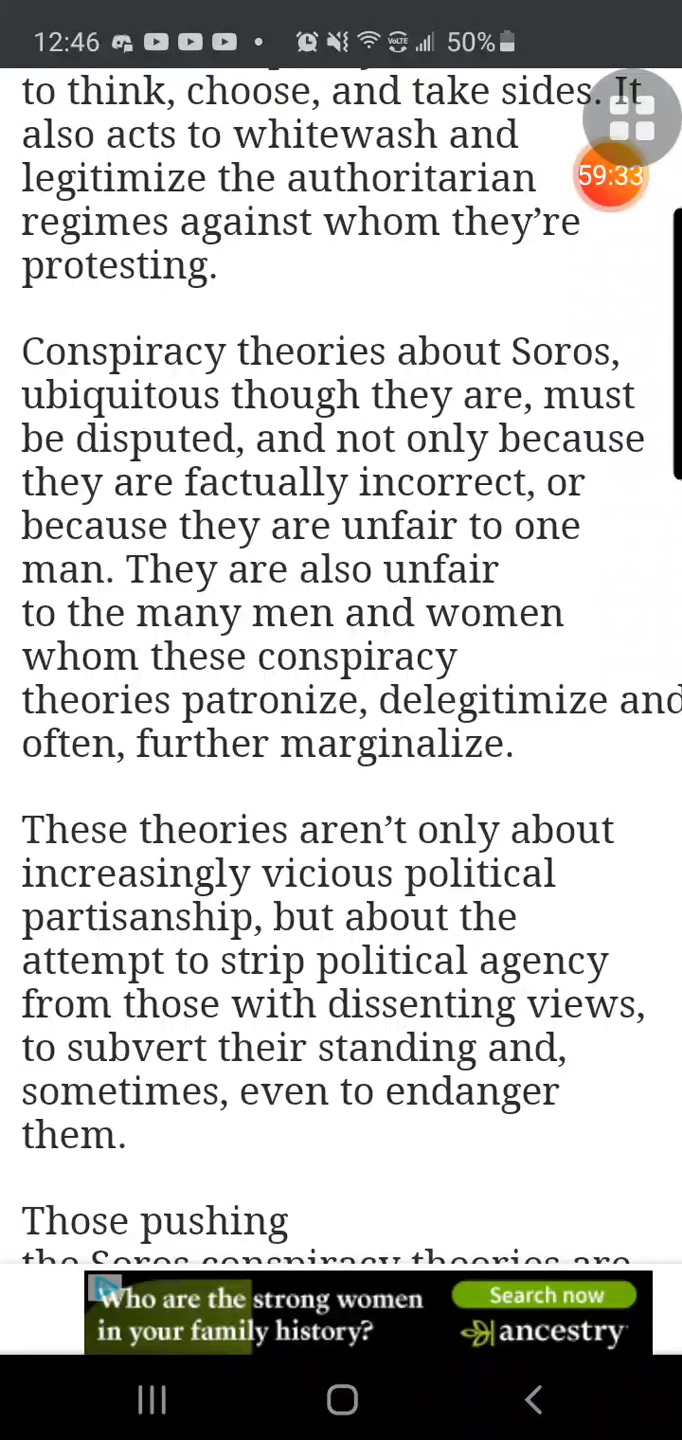 12:46
50%
to think, choose, and take sides. It
also acts to whitewash and
legitimize the authoritarian
59:33
regimes against whom they're
protesting.
Conspiracy theories about Soros,
ubiquitous though they are, must
be disputed, and not only because
they are factually incorrect, or
because they are unfair to one
man. They are also unfair
to the many men and women
whom these conspiracy
theories patronize, delegitimize and
often, further marginalize.
These theories aren't only about
increasingly vicious political
partisanship, but about the
attempt to strip political agency
from those with dissenting views,
to subvert their standing and,
sometimes, even to endanger
them.
Those pushing
the Soros conspiracy theories are
Who are the strong women
in your family history?
Search now
ancestry